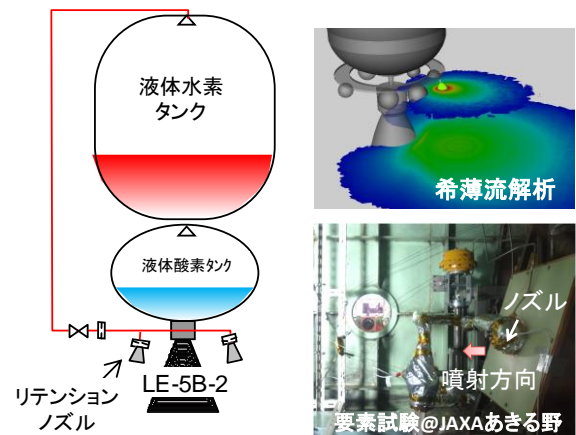 液体水素
タンク
液体酸素タンク
LE-5B-2
リテンション
ノズル
希薄流解析
ノズル
噴射方向
要素試験@JAXAあきる野